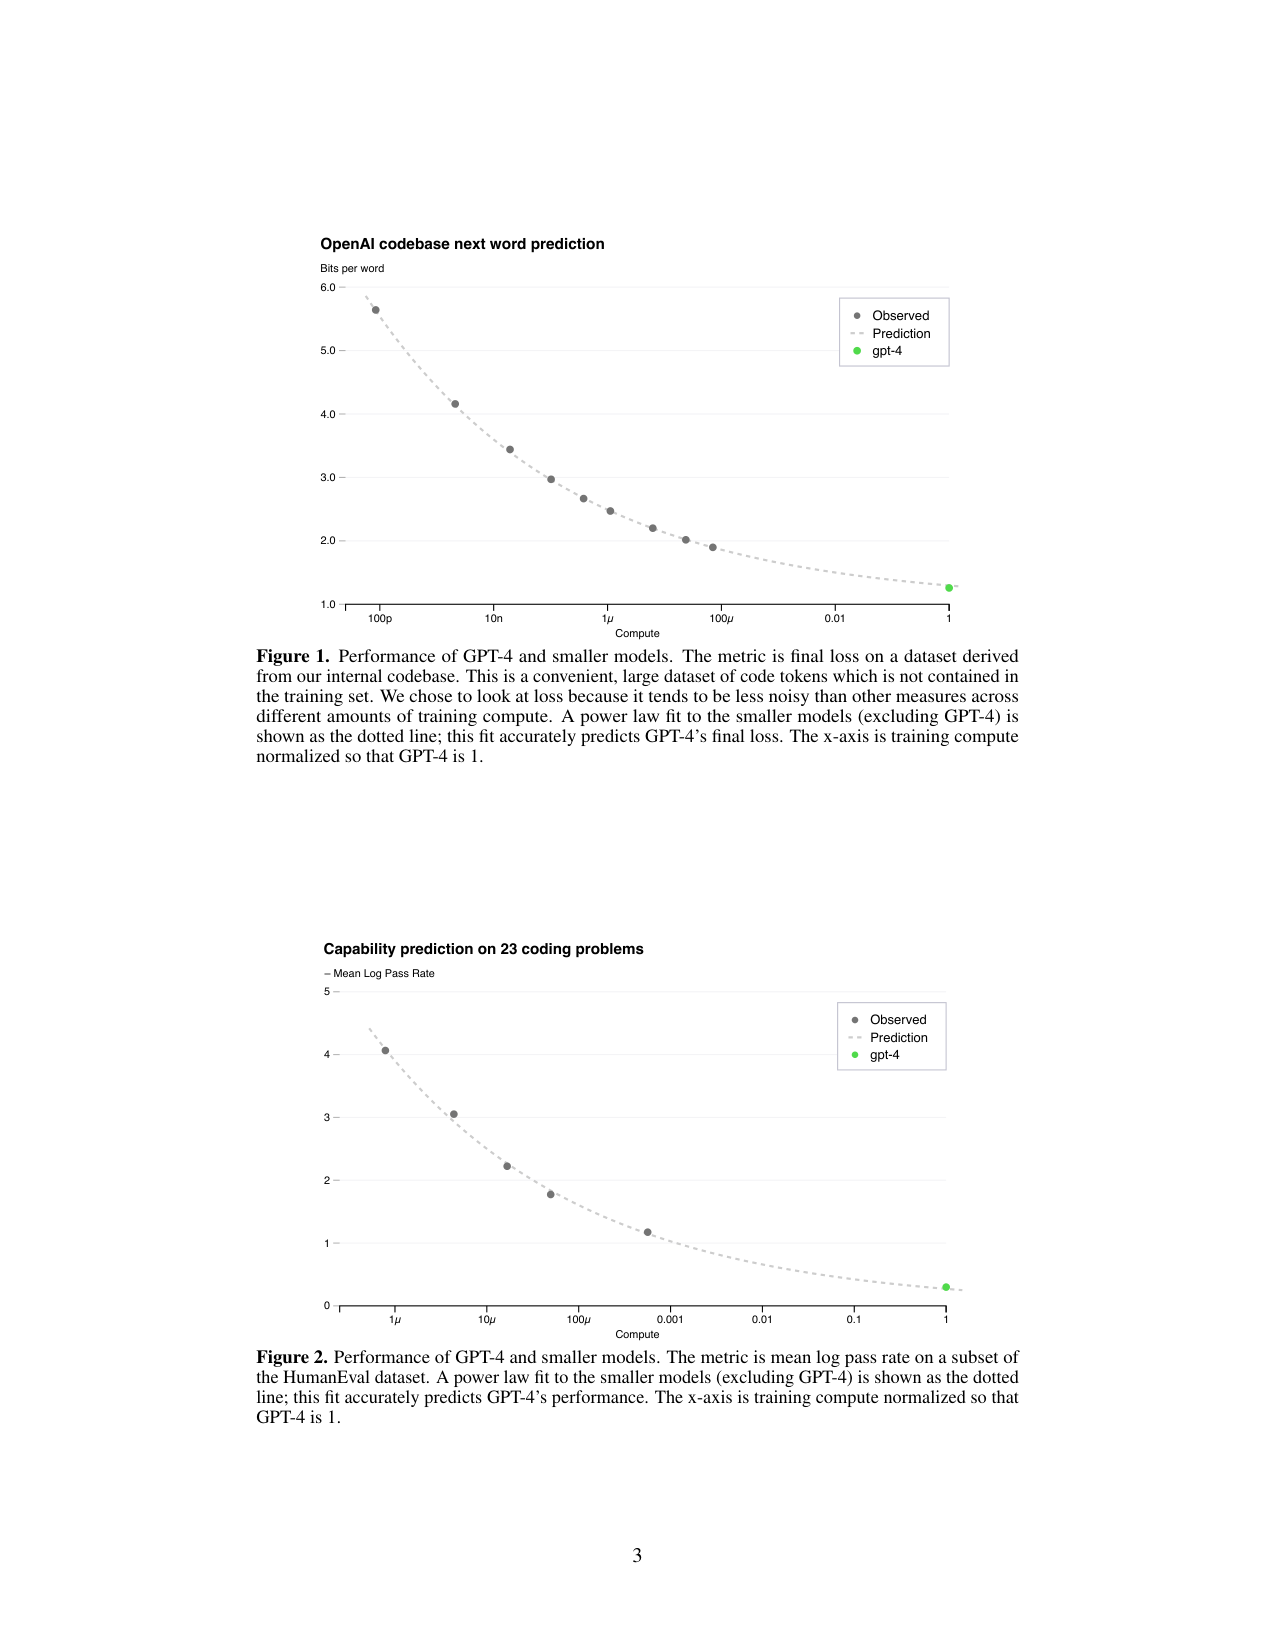 OpenAI codebase next word prediction
Bits per word
6.0
5.0
4.0
3.0
2.0
1.0
Observed
Prediction
gpt-4
100p 10n 1µ 100µ 0.01 1
Compute
Figure 1. Performance of GPT-4 and smaller models. The metric is final loss on a dataset derived
from our internal codebase. This is a convenient, large dataset of code tokens which is not contained in
the training set. We chose to look at loss because it tends to be less noisy than other measures across
different amounts of training compute. A power law fit to the smaller models (excluding GPT-4) is
shown as the dotted line; this fit accurately predicts GPT-4's final loss. The x-axis is training compute
normalized so that GPT-4 is 1.
Capability prediction on 23 coding problems
– Mean Log Pass Rate
5
4
3
2
1
0
Observed
Prediction
gpt-4
1µ 10µ 100µ 0.001 0.01 0.1 1
Compute
Figure 2. Performance of GPT-4 and smaller models. The metric is mean log pass rate on a subset of
the HumanEval dataset. A power law fit to the smaller models (excluding GPT-4) is shown as the dotted
line; this fit accurately predicts GPT-4's performance. The x-axis is training compute normalized so that
GPT-4 is 1.
3